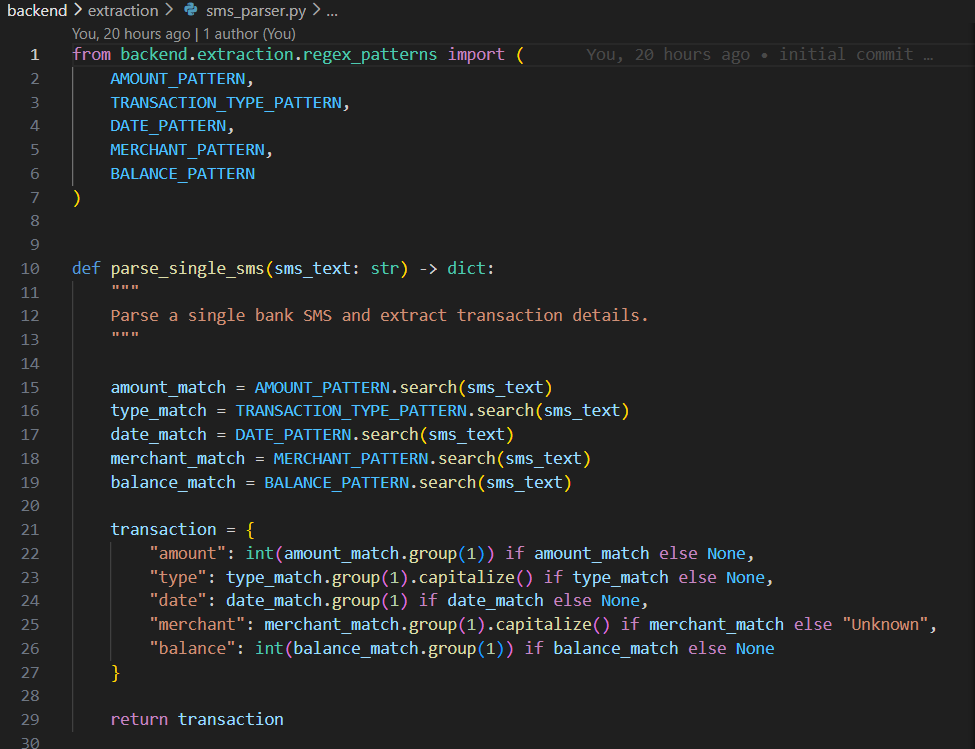 backend > extraction > sms_parser.py > ...
You, 20 hours ago | 1 author (You)
1 from backend.extraction.regex_patterns import ( You, 20 hours ago • initial commit …
2     AMOUNT_PATTERN,
3     TRANSACTION_TYPE_PATTERN,
4     DATE_PATTERN,
5     MERCHANT_PATTERN,
6     BALANCE_PATTERN
7 )
8
9
10 def parse_single_sms(sms_text: str) -> dict:
11     """
12     Parse a single bank SMS and extract transaction details.
13     """
14
15     amount_match = AMOUNT_PATTERN.search(sms_text)
16     type_match = TRANSACTION_TYPE_PATTERN.search(sms_text)
17     date_match = DATE_PATTERN.search(sms_text)
18     merchant_match = MERCHANT_PATTERN.search(sms_text)
19     balance_match = BALANCE_PATTERN.search(sms_text)
20
21     transaction = {
22         "amount": int(amount_match.group(1)) if amount_match else None,
23         "type": type_match.group(1).capitalize() if type_match else None,
24         "date": date_match.group(1) if date_match else None,
25         "merchant": merchant_match.group(1).capitalize() if merchant_match else "Unknown",
26         "balance": int(balance_match.group(1)) if balance_match else None
27     }
28
29     return transaction
30